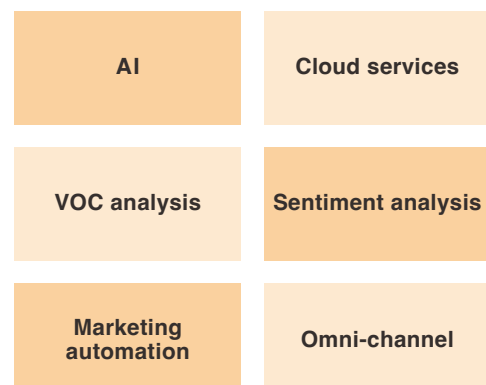 AI
Cloud services
VOC analysis
Sentiment analysis
Marketing
automation
Omni-channel